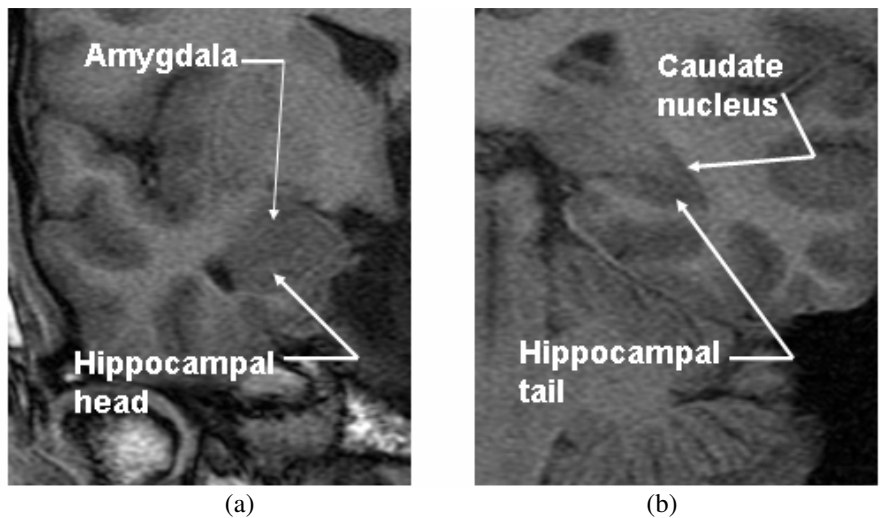 Amygdala
Hippocampal
head
Caudate
nucleus
Hippocampal
tail
(a)
(b)